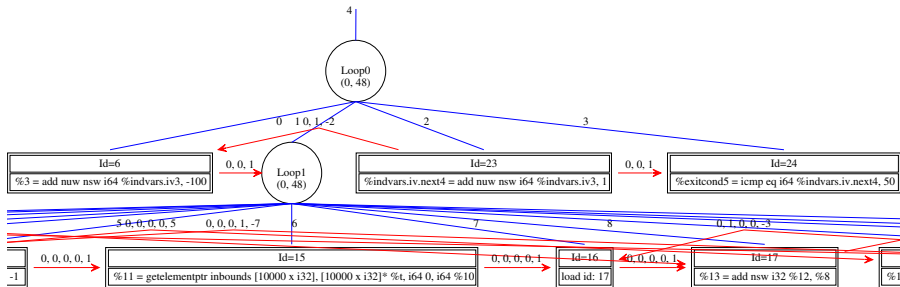 4
Loop0
(0, 48)
0 1 0, 1, -2 2 3
Id=6
%3 = add nuw nsw i64 %indvars.iv3, -100
0, 0, 1
Loop1
(0, 48)
Id=23
%indvars.iv.next4 = add nuw nsw i64 %indvars.iv3, 1
0, 0, 1
Id=24
%exitcond5 = icmp eq i64 %indvars.iv.next4, 50
5 0, 0, 0, 0, 5 0, 0, 0, 1, -7 6 7 8 0, 1, 0, 0, -3
-1
0, 0, 0, 0, 1
Id=15
%11 = getelementptr inbounds [10000 x i32], [10000 x i32]* %t, i64 0, i64 %10
0, 0, 0, 0, 1
Id=16
load id: 17
0, 0, 0, 0, 1
Id=17
%13 = add nsw i32 %12, %8
%1